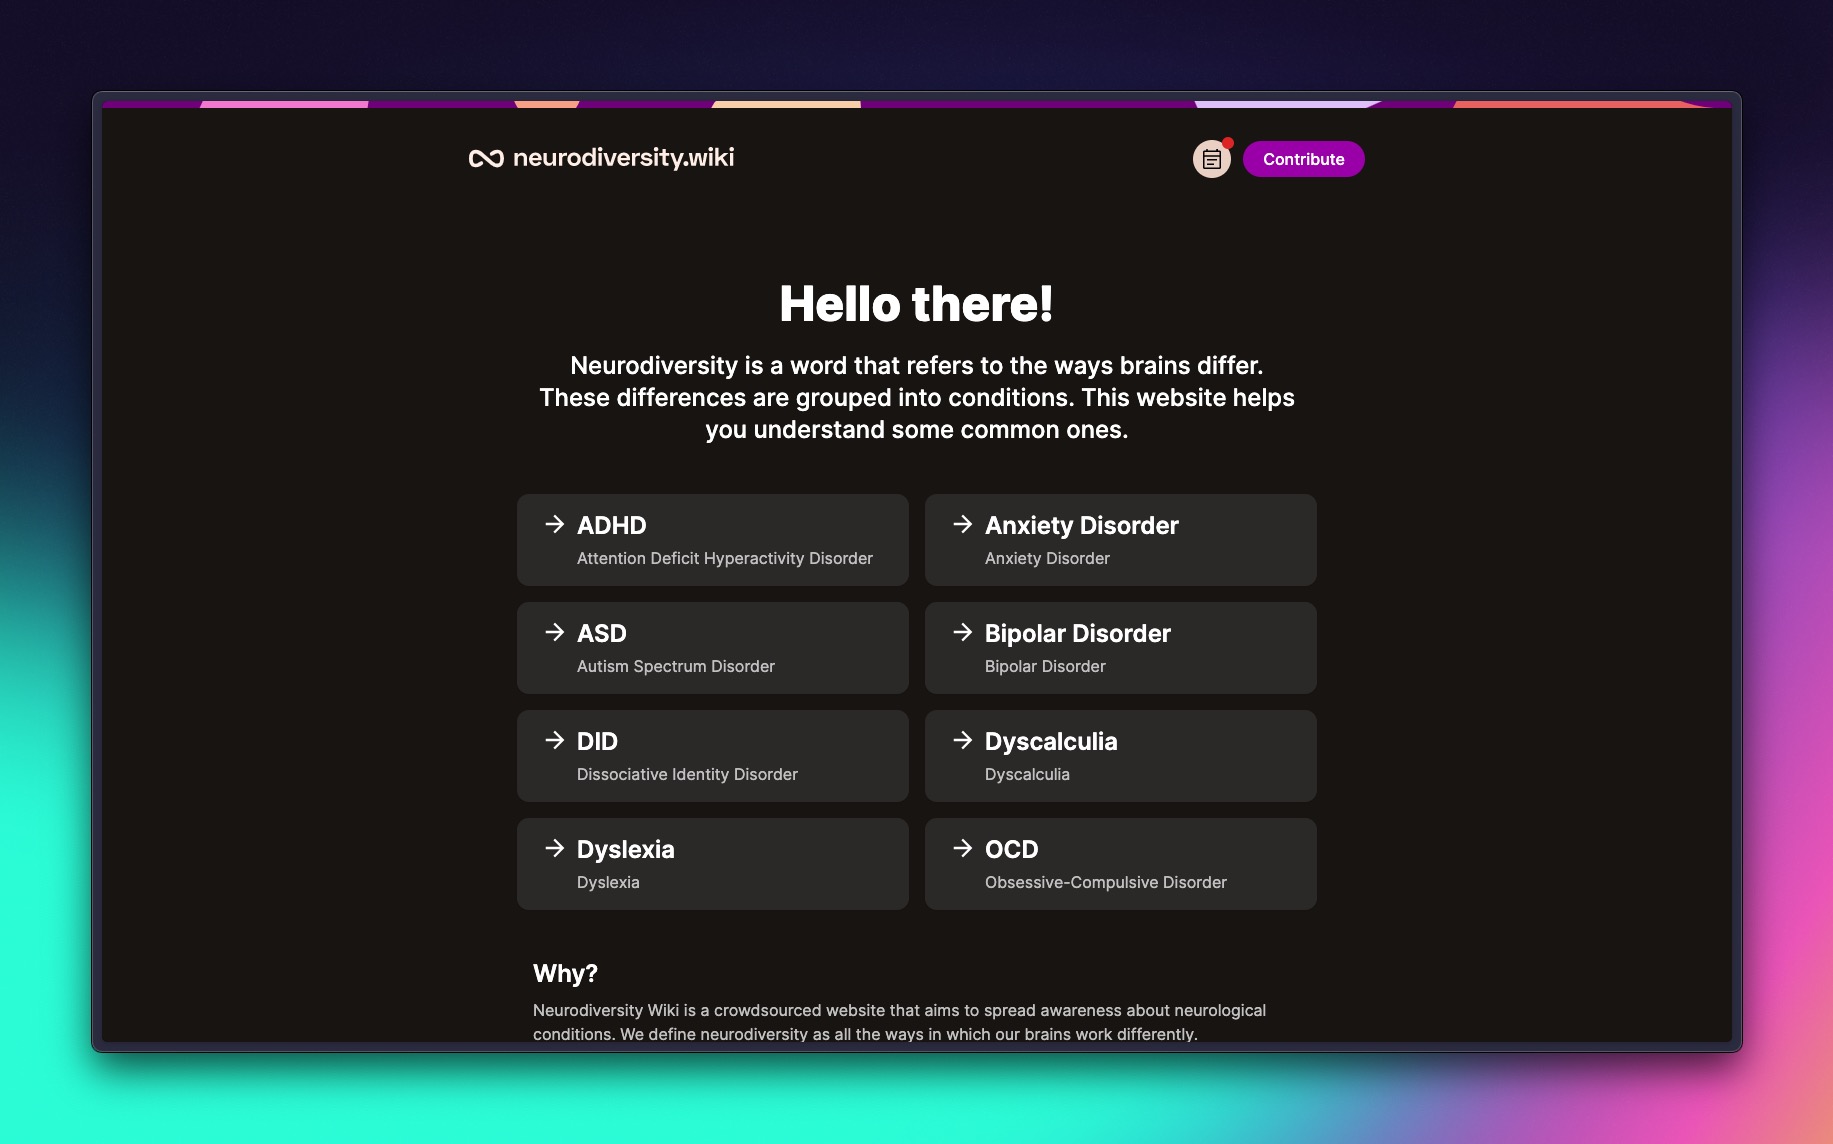 neurodiversity.wiki
Contribute
Hello there!
Neurodiversity is a word that refers to the ways brains differ.
These differences are grouped into conditions. This website helps
you understand some common ones.
ADHD
Attention Deficit Hyperactivity Disorder
Anxiety Disorder
Anxiety Disorder
ASD
Autism Spectrum Disorder
Bipolar Disorder
Bipolar Disorder
DID
Dissociative Identity Disorder
Dyscalculia
Dyscalculia
Dyslexia
Dyslexia
OCD
Obsessive-Compulsive Disorder
Why?
Neurodiversity Wiki is a crowdsourced website that aims to spread awareness about neurological
conditions. We define neurodiversity as all the ways in which our brains work differently.